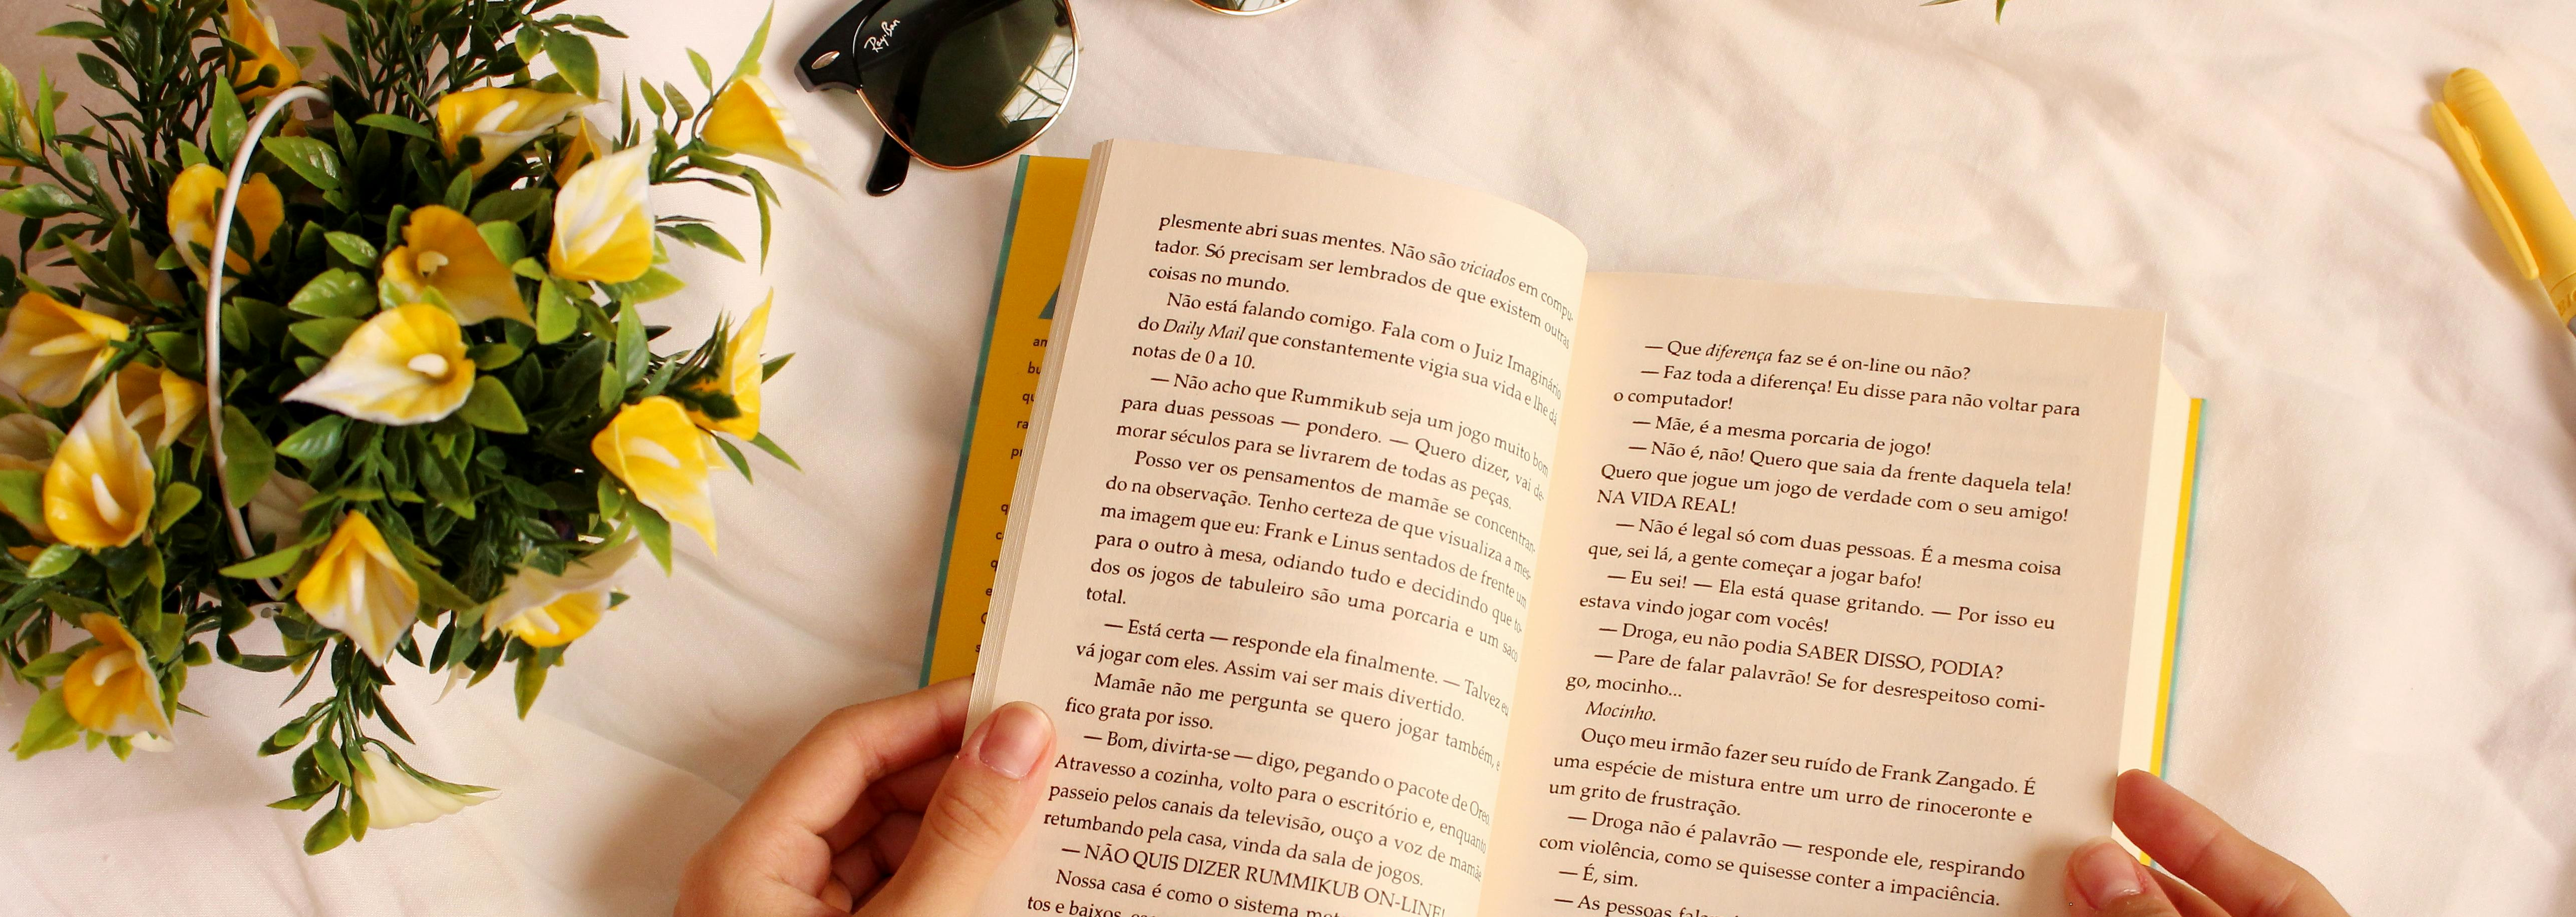 Ray-Ban
plesmente abri suas mentes. Não são viciados em compu-
tador. Só precisam ser lembrados de que existem outras
coisas no mundo.
Não está falando comigo. Fala com o Juiz Imaginário
do Daily Mail que constantemente vigia sua vida e lhe dá
notas de 0 a 10.
— Não acho que Rummikub seja um jogo muito bom
para duas pessoas — pondero. — Quero dizer, vai de-
morar séculos para se livrarem de todas as peças.
Posso ver os pensamentos de mamãe se concentran-
do na observação. Tenho certeza de que visualiza a mes-
ma imagem que eu: Frank e Linus sentados de frente um
para o outro à mesa, odiando tudo e decidindo que to-
dos os jogos de tabuleiro são uma porcaria e um saco
total.
— Está certa — responde ela finalmente. — Talvez eu
vá jogar com eles. Assim vai ser mais divertido.
Mamãe não me pergunta se quero jogar também, e
fico grata por isso.
— Bom, divirta-se — digo, pegando o pacote de Oreo.
Atravesso a cozinha, volto para o escritório e, enquanto
passeio pelos canais da televisão, ouço a voz de mamãe
retumbando pela casa, vinda da sala de jogos.
— NÃO QUIS DIZER RUMMIKUB ON-LINE!
Nossa casa é como o sistema
tos e baixos,
— Que diferença faz se é on-line ou não?
— Faz toda a diferença! Eu disse para não voltar para
o computador!
— Mãe, é a mesma porcaria de jogo!
— Não é, não! Quero que saia da frente daquela tela!
Quero que jogue um jogo de verdade com o seu amigo!
NA VIDA REAL!
— Não é legal só com duas pessoas. É a mesma coisa
que, sei lá, a gente começar a jogar bafo!
— Eu sei! — Ela está quase gritando. — Por isso eu
estava vindo jogar com vocês!
— Droga, eu não podia SABER DISSO, PODIA?
— Pare de falar palavrão! Se for desrespeitoso comi-
go, mocinho...
Mocinho.
Ouço meu irmão fazer seu ruído de Frank Zangado. É
uma espécie de mistura entre um urro de rinoceronte e
um grito de frustração.
— Droga não é palavrão — responde ele, respirando
com violência, como se quisesse conter a impaciência.
— É, sim.
— As pessoas